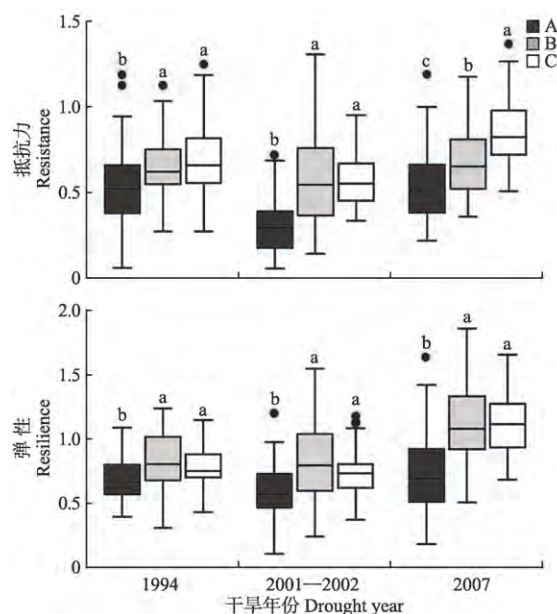 抵抗力
Resistance
1.5
1.0
0.5
0
b
a
a
b
a
a
c
b
a
A
B
C
弹 性
Resilience
2.0
1.5
1.0
0.5
0
b
a
a
b
a
a
b
a
a
1994
2001—2002
2007
干旱年份 Drought year